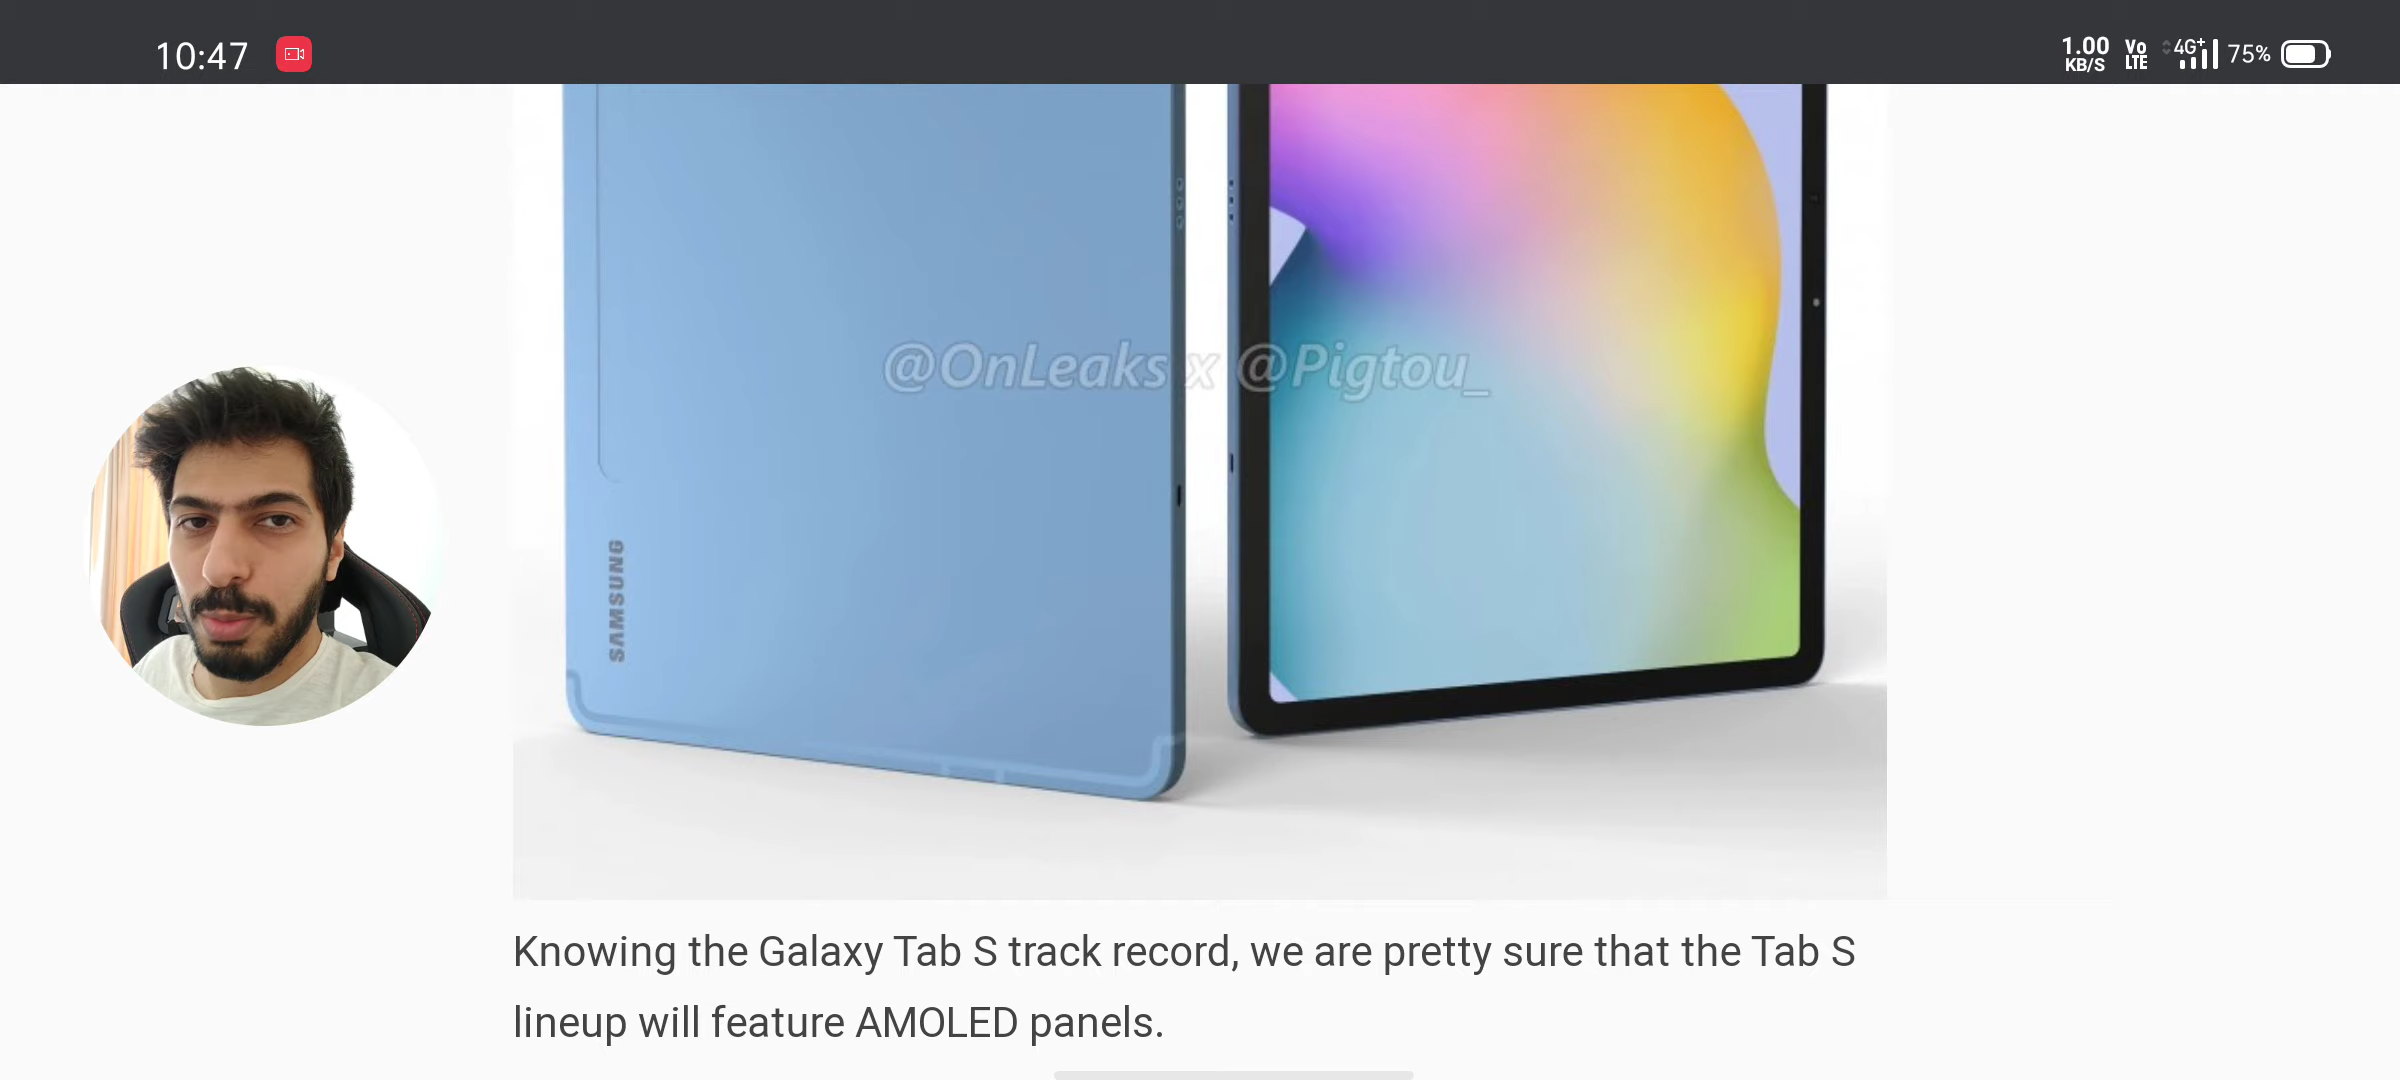 10:47
1.00
KB/S
Vo
LTE
4G+
75%
@OnLeaks x @Pigtou_
SAMSUNG
Knowing the Galaxy Tab S track record, we are pretty sure that the Tab S
lineup will feature AMOLED panels.